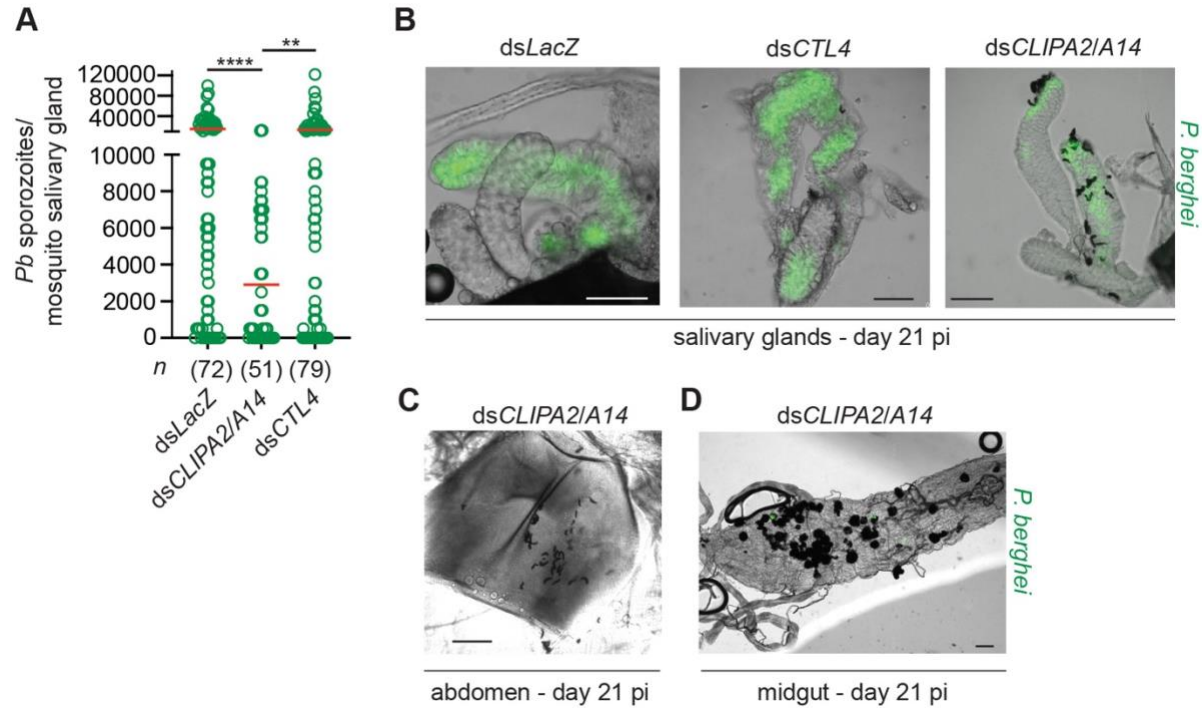 A
**
****
120000
80000
40000
10000
8000
6000
4000
2000
0
Pb sporozoites/
mosquito salivary gland
n (72) (51) (79)
dsLacZ
dsCLIPA2/A14
dsCTL4
B
dsLacZ dsCTL4 dsCLIPA2/A14
P. berghei
salivary glands - day 21 pi
C
dsCLIPA2/A14
abdomen - day 21 pi
D
dsCLIPA2/A14
P. berghei
midgut - day 21 pi